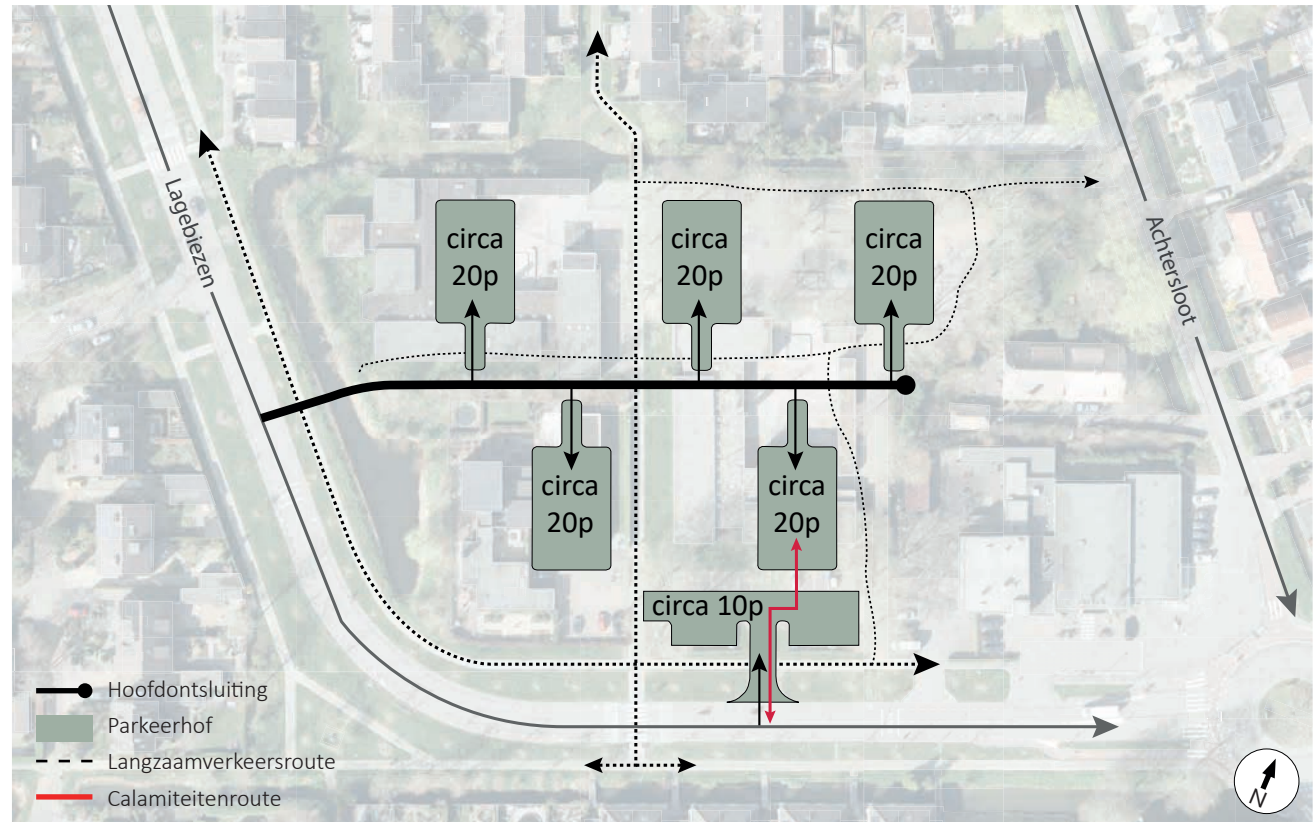 Lagebiezen
Achtersloot
circa
20p
circa
20p
circa
20p
circa
20p
circa
20p
circa 10p
Hoofdontsluiting
Parkeerhof
Langzaamverkeersroute
Calamiteitenroute
N